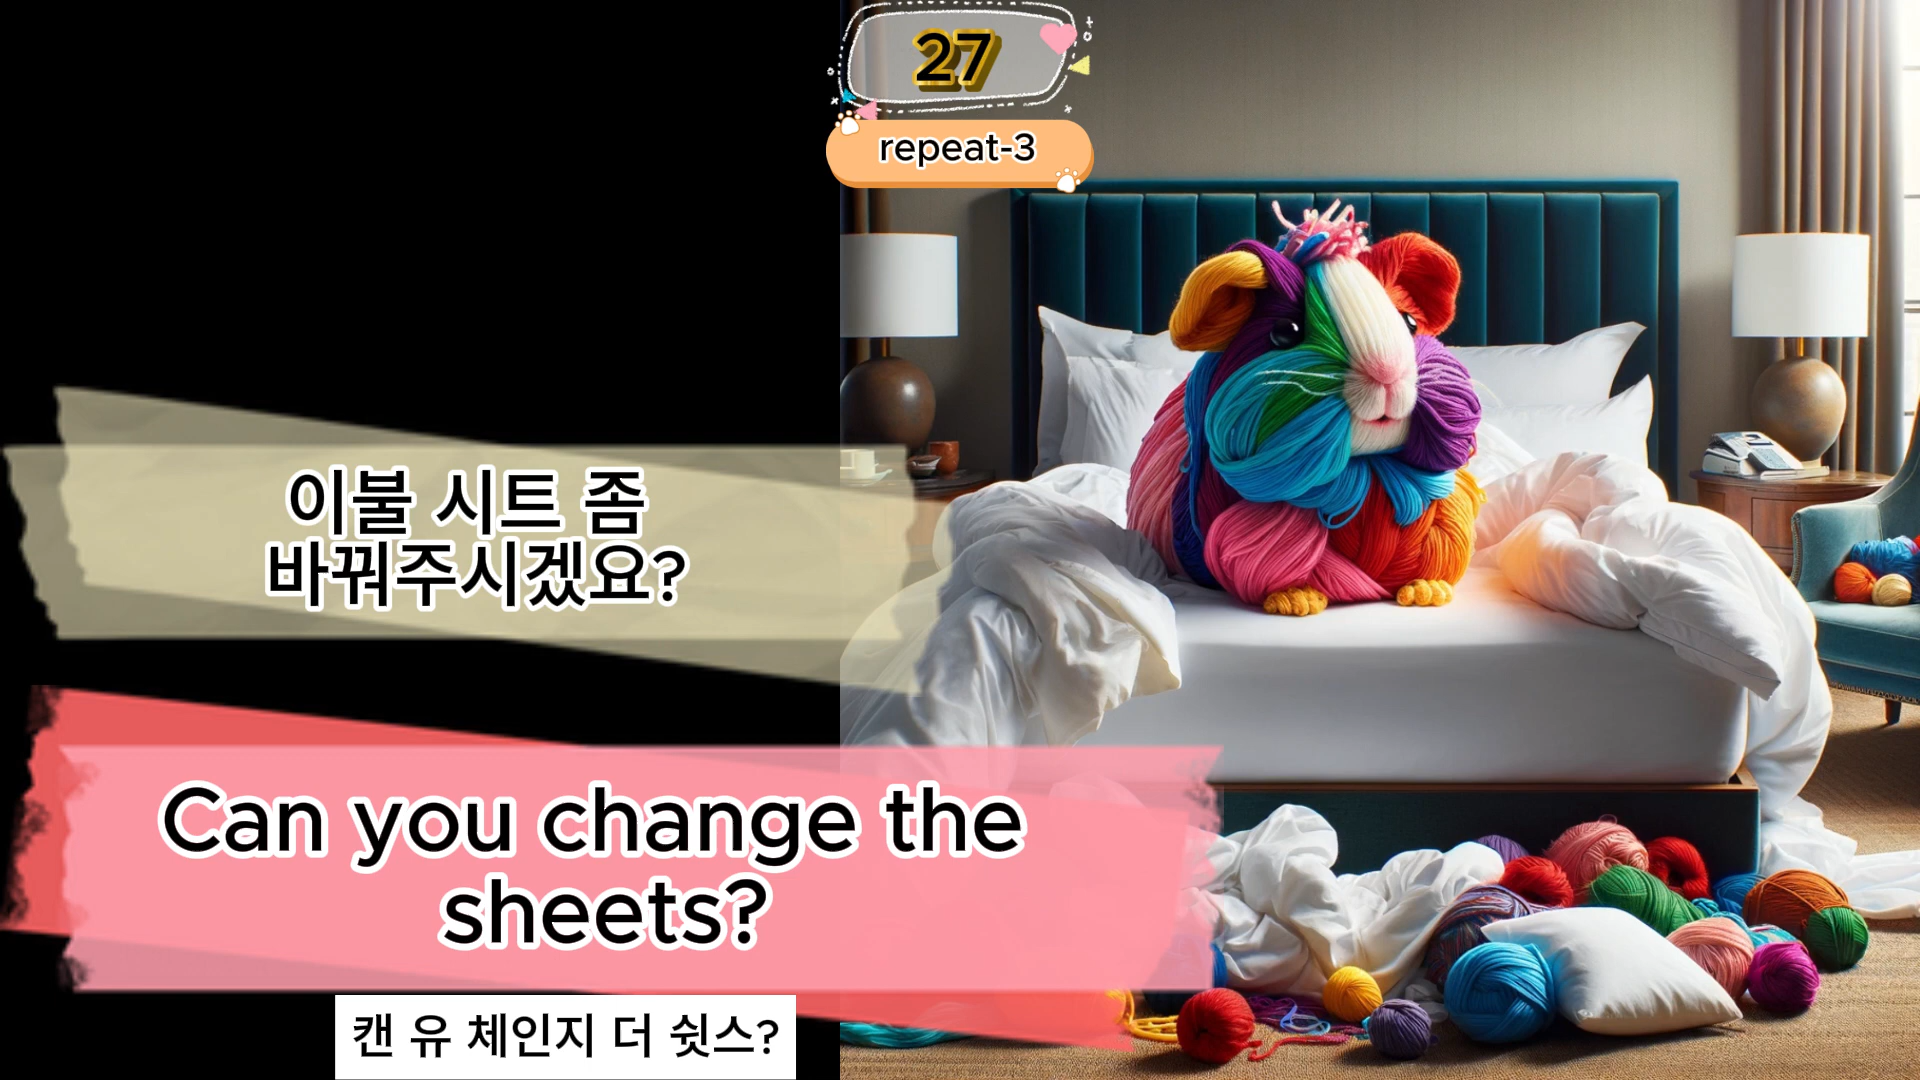 27
repeat-3
이불 시트 좀
바꿔주시겠요?
Can you change the
sheets?
캔 유 체인지 더 쉿스?